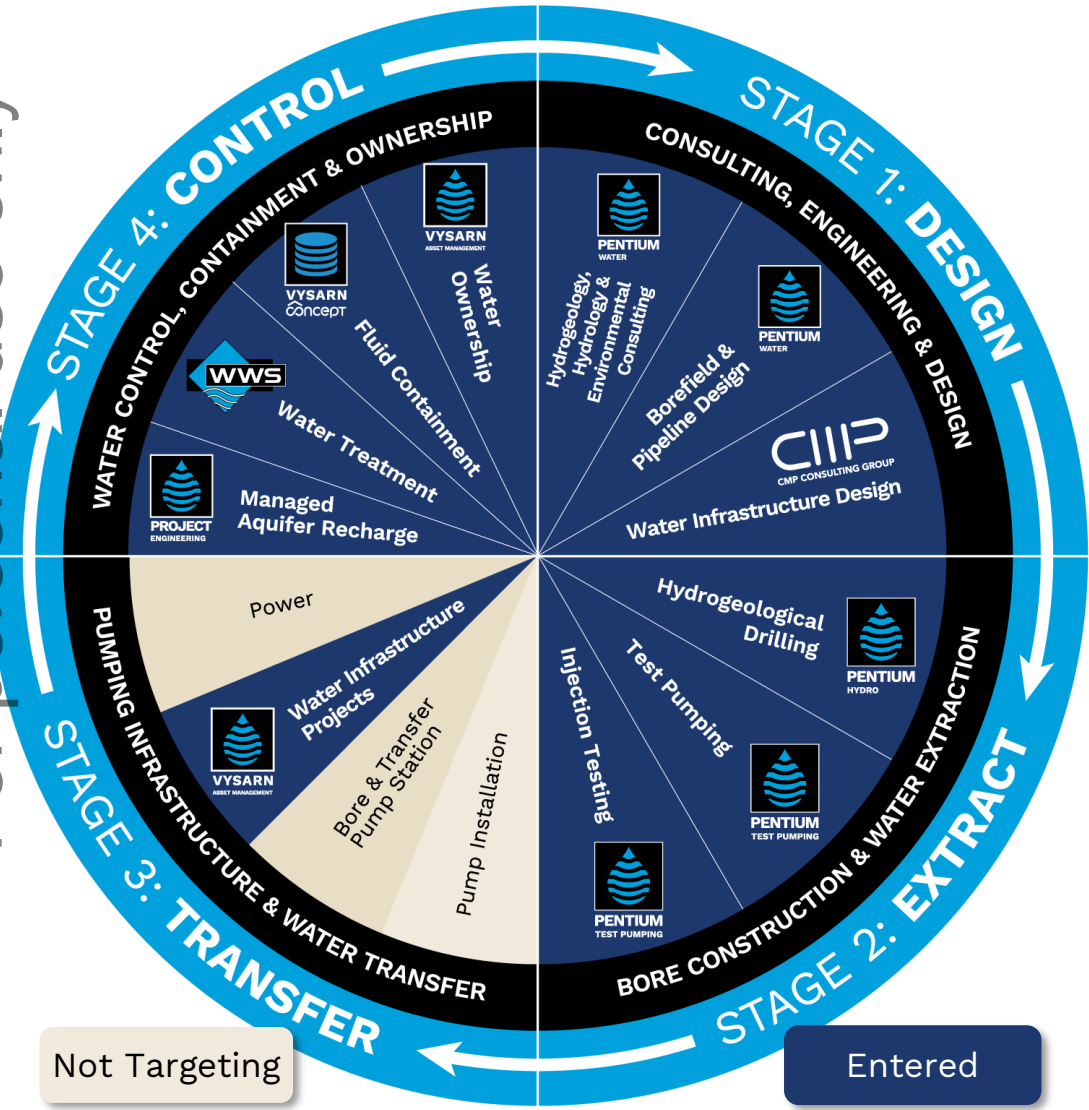 STAGE 1: DESIGN
CONSULTING, ENGINEERING & DESIGN
PENTIUM
WATER
Hydrogeology,
Hydrology &
Environmental
Consulting
PENTIUM
WATER
Borefield &
Pipeline Design
CMP
CMP CONSULTING GROUP
Water Infrastructure Design
STAGE 2: EXTRACT
BORE CONSTRUCTION & WATER EXTRACTION
Hydrogeological
Drilling
PENTIUM
HYDRO
Test Pumping
PENTIUM
TEST PUMPING
Injection Testing
PENTIUM
TEST PUMPING
STAGE 3: TRANSFER
PUMPING INFRASTRUCTURE & WATER TRANSFER
Pump Installation
Bore & Transfer
Pump Station
Water Infrastructure
Projects
VYSARN
ASSET MANAGEMENT
Power
STAGE 4: CONTROL
WATER CONTROL, CONTAINMENT & OWNERSHIP
PROJECT
ENGINEERING
Managed
Aquifer Recharge
WWS
Water Treatment
VYSARN
concept
Fluid Containment
VYSARN
ASSET MANAGEMENT
Water
Ownership
Not Targeting
Entered